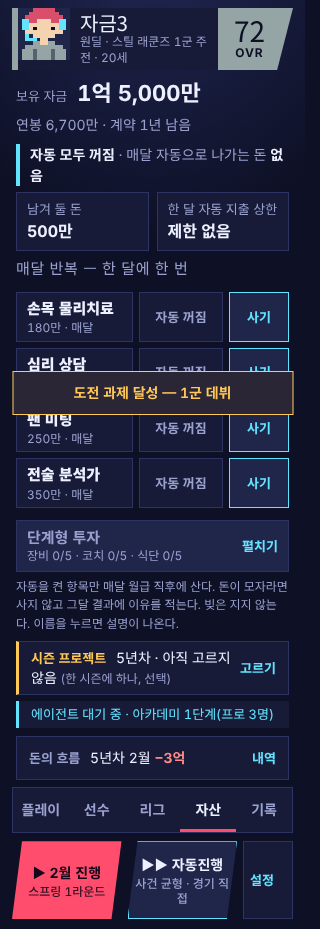 자금3
원딜 · 스틸 래쿤즈 1군 주
전 · 20세
72
OVR
보유 자금 1억 5,000만
연봉 6,700만 · 계약 1년 남음
자동 모두 꺼짐 · 매달 자동으로 나가는 돈 없
음
남겨 둘 돈
500만
한 달 자동 지출 상한
제한 없음
매달 반복 — 한 달에 한 번
손목 물리치료
180만 · 매달
자동 꺼짐
사기
심리 상담
도전 과제 달성 — 1군 데뷔
팬 미팅
250만 · 매달
자동 꺼짐
사기
전술 분석가
350만 · 매달
자동 꺼짐
사기
단계형 투자
장비 0/5 · 코치 0/5 · 식단 0/5
펼치기
자동을 켠 항목만 매달 월급 직후에 산다. 돈이 모자라면
사지 않고 그달 결과에 이유를 적는다. 빚은 지지 않는
다. 이름을 누르면 설명이 나온다.
시즌 프로젝트 5년차 · 아직 고르지
않음 (한 시즌에 하나, 선택)
고르기
에이전트 대기 중 · 아카데미 1단계(프로 3명)
돈의 흐름 5년차 2월 −3억
내역
플레이 선수 리그 자산 기록
▶ 2월 진행
스프링 1라운드
▶▶ 자동진행
사건 균형 · 경기 직
접
설정